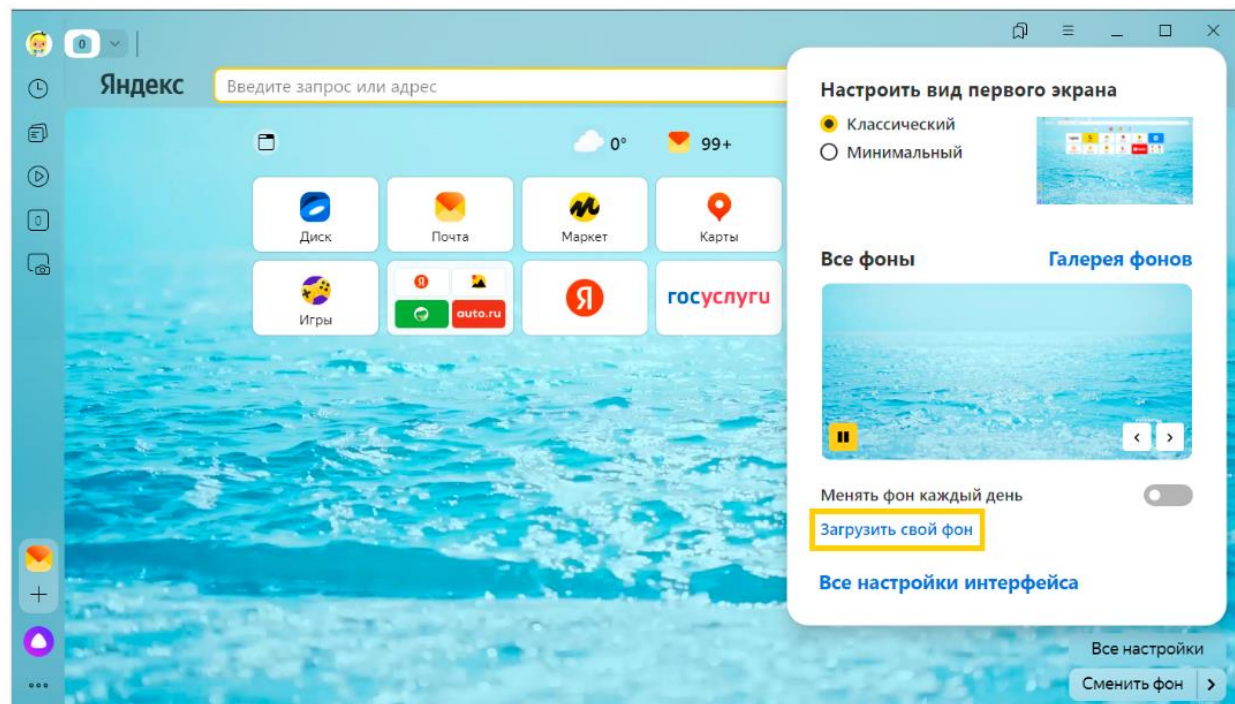 0
Яндекс
Введите запрос или адрес
0°
99+
Диск
Почта
Маркет
Карты
Игры
Я
auto.ru
Я
госуслуги
0
Настроить вид первого экрана
Классический
Минимальный
Все фоны
Галерея фонов
Менять фон каждый день
Загрузить свой фон
Все настройки интерфейса
Все настройки
Сменить фон